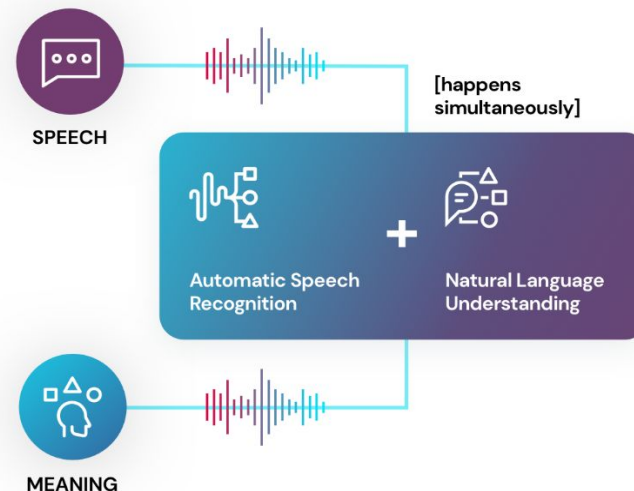 SPEECH
[happens
simultaneously]
Automatic Speech
Recognition
+
Natural Language
Understanding
MEANING